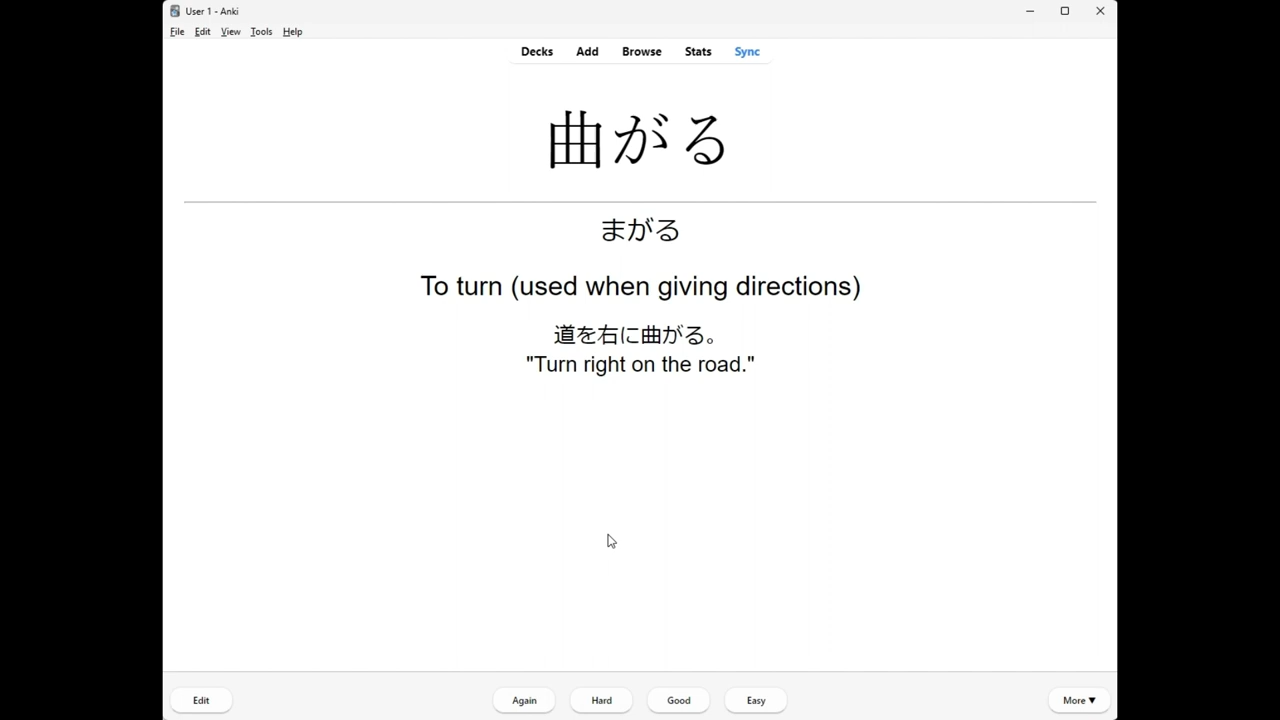 User 1 - Anki
File Edit View Tools Help
Decks Add Browse Stats Sync
曲がる
まがる
To turn (used when giving directions)
道を右に曲がる。
"Turn right on the road."
Edit Again Hard Good Easy More ▼